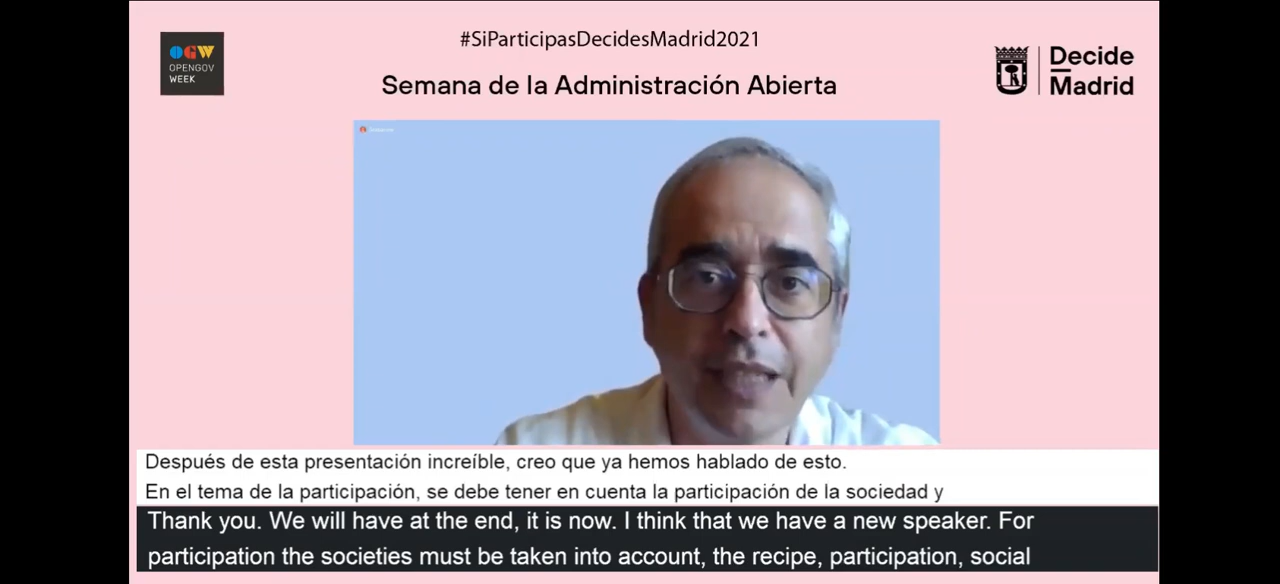 #SiParticipasDecidesMadrid2021
OGW
OPENGOV
WEEK
Semana de la Administración Abierta
Decide
Madrid
Después de esta presentación increíble, creo que ya hemos hablado de esto.
En el tema de la participación, se debe tener en cuenta la participación de la sociedad y
Thank you. We will have at the end, it is now. I think that we have a new speaker. For
participation the societies must be taken into account, the recipe, participation, social